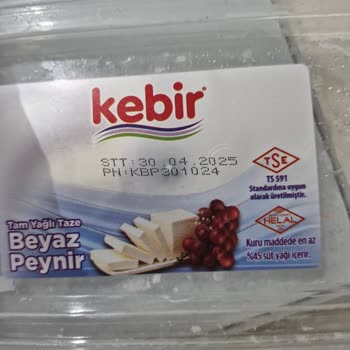 kebir
STT:30.04.2025
PN:KBP301024
TSE
TS 591
Standardına uygun
olarak üretilmiştir.
HELAL
Tam Yağlı Taze
Beyaz
Peynir
Kuru maddede en az
%45 süt yağı içerir.